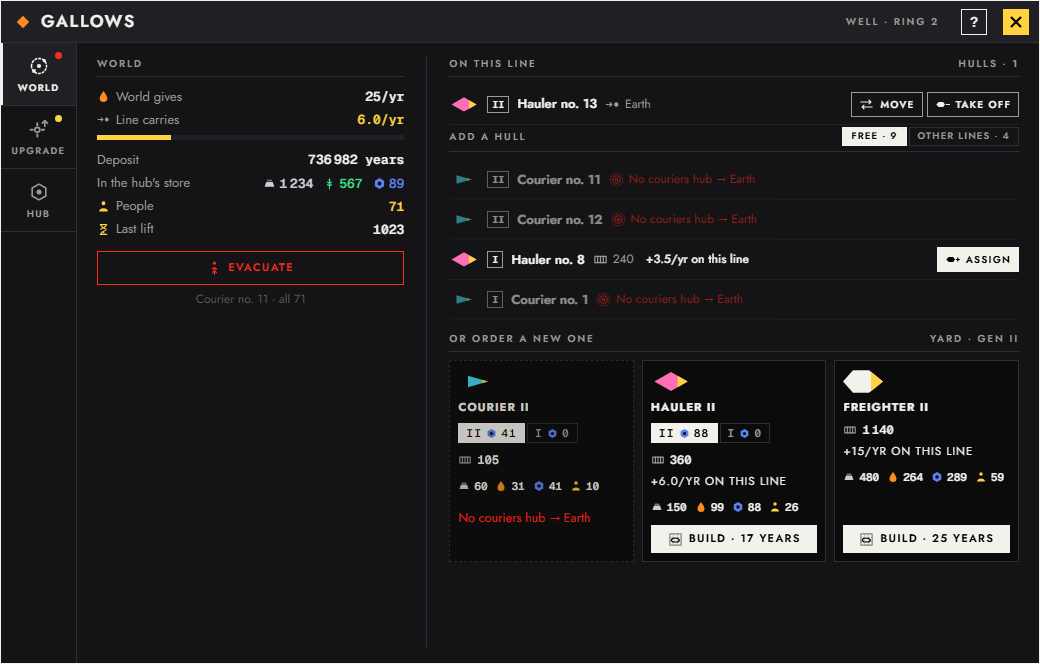 GALLOWS
WELL · RING 2
?
WORLD
UPGRADE
HUB
WORLD
World gives 25/yr
Line carries 6.0/yr
Deposit 736 982 years
In the hub's store 1 234 567 89
People 71
Last lift 1023
EVACUATE
Courier no. 11 · all 71
ON THIS LINE HULLS · 1
II Hauler no. 13 Earth MOVE TAKE OFF
ADD A HULL FREE · 9 OTHER LINES · 4
II Courier no. 11 No couriers hub → Earth
II Courier no. 12 No couriers hub → Earth
I Hauler no. 8 240 +3.5/yr on this line ASSIGN
I Courier no. 1 No couriers hub → Earth
OR ORDER A NEW ONE YARD · GEN II
COURIER II
II 41 I 0
105
60 31 41 10
No couriers hub → Earth
HAULER II
II 88 I 0
360
+6.0/YR ON THIS LINE
150 99 88 26
BUILD · 17 YEARS
FREIGHTER II
1 140
+15/YR ON THIS LINE
480 264 289 59
BUILD · 25 YEARS